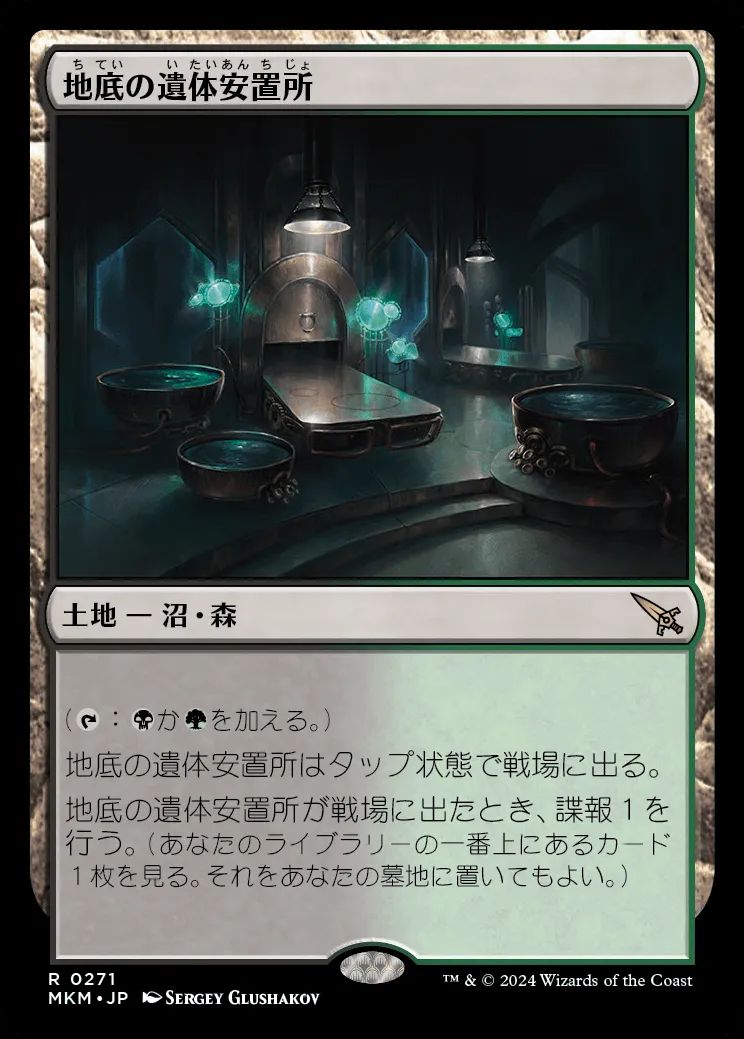 ちてい いたいあんちじょ
地底の遺体安置所
土地 — 沼・森
(：か を加える。)
地底の遺体安置所はタップ状態で戦場に出る。
地底の遺体安置所が戦場に出たとき、諜報１を
行う。(あなたのライブラリーの一番上にあるカード
１枚を見る。それをあなたの墓地に置いてもよい。)
R 0271
MKM • JP Sergey Glushakov
™ & © 2024 Wizards of the Coast